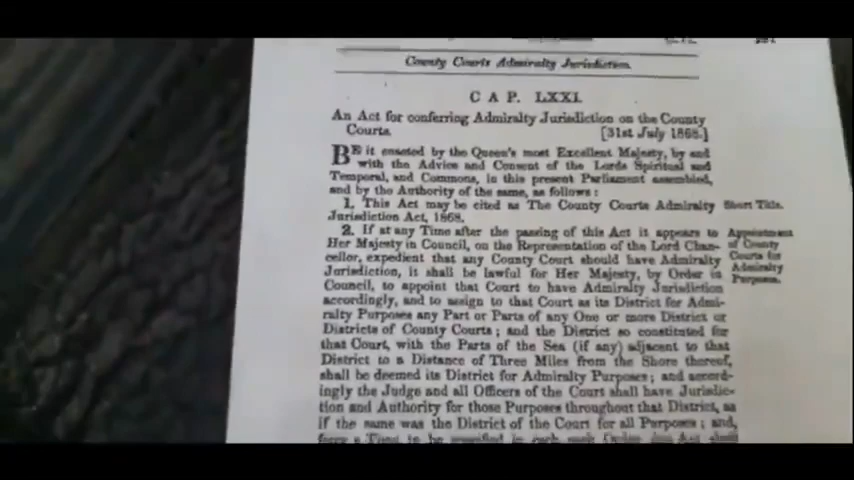 County Courts Admiralty Jurisdiction.
CAP. LXXI.
An Act for conferring Admiralty Jurisdiction on the County
Courts. [31st July 1868.]
BE it enacted by the Queen's most Excellent Majesty, by and
with the Advice and Consent of the Lords Spiritual and
Temporal, and Commons, in this present Parliament assembled,
and by the Authority of the same, as follows:
1. This Act may be cited as The County Courts Admiralty Short Title.
Jurisdiction Act, 1868.
2. If at any Time after the passing of this Act it appears to Appointment
Her Majesty in Council, on the Representation of the Lord Chan- of County
cellor, expedient that any County Court should have Admiralty Courts for
Jurisdiction, it shall be lawful for Her Majesty, by Order in Admiralty
Council, to appoint that Court to have Admiralty Jurisdiction Purposes.
accordingly, and to assign to that Court as its District for Admi-
ralty Purposes any Part or Parts of any One or more District or
Districts of County Courts; and the District so constituted for
that Court, with the Parts of the Sea (if any) adjacent to that
District to a Distance of Three Miles from the Shore thereof,
shall be deemed its District for Admiralty Purposes; and accord-
ingly the Judge and all Officers of the Court shall have Jurisdic-
tion and Authority for those Purposes throughout that District, as
if the same was the District of the Court for all Purposes; and,
a Time to be specified in each such Order this Act shall